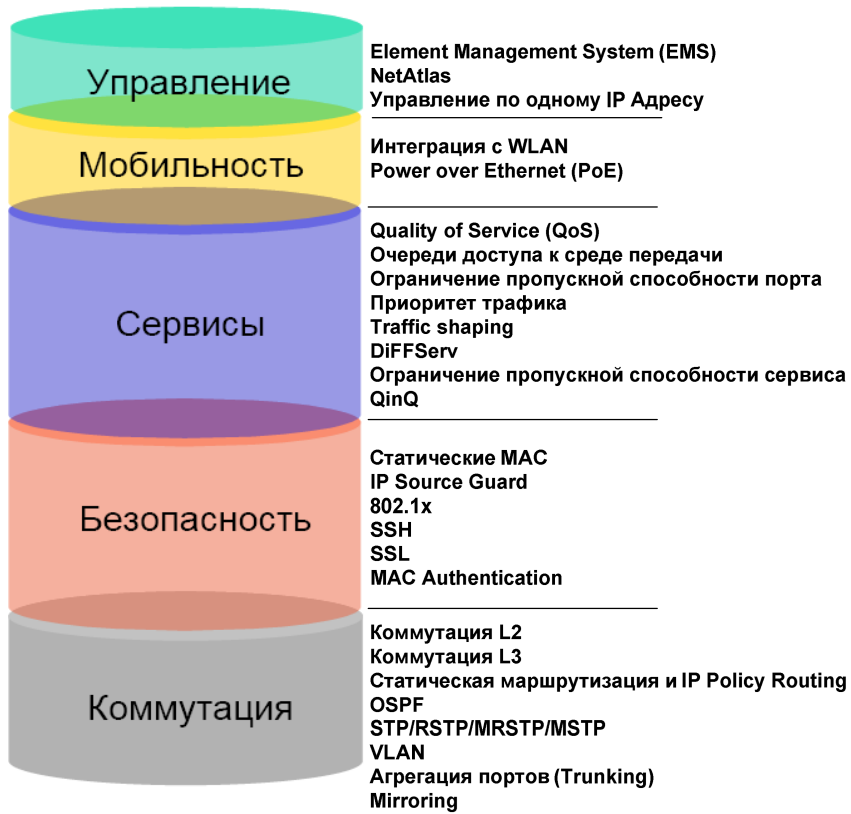 Управление
Element Management System (EMS)
NetAtlas
Управление по одному IP Адресу
Мобильность
Интеграция с WLAN
Power over Ethernet (PoE)
Сервисы
Quality of Service (QoS)
Очереди доступа к среде передачи
Ограничение пропускной способности порта
Приоритет трафика
Traffic shaping
DiFFServ
Ограничение пропускной способности сервиса
QinQ
Безопасность
Статические MAC
IP Source Guard
802.1x
SSH
SSL
MAC Authentication
Коммутация
Коммутация L2
Коммутация L3
Статическая маршрутизация и IP Policy Routing
OSPF
STP/RSTP/MRSTP/MSTP
VLAN
Агрегация портов (Trunking)
Mirroring